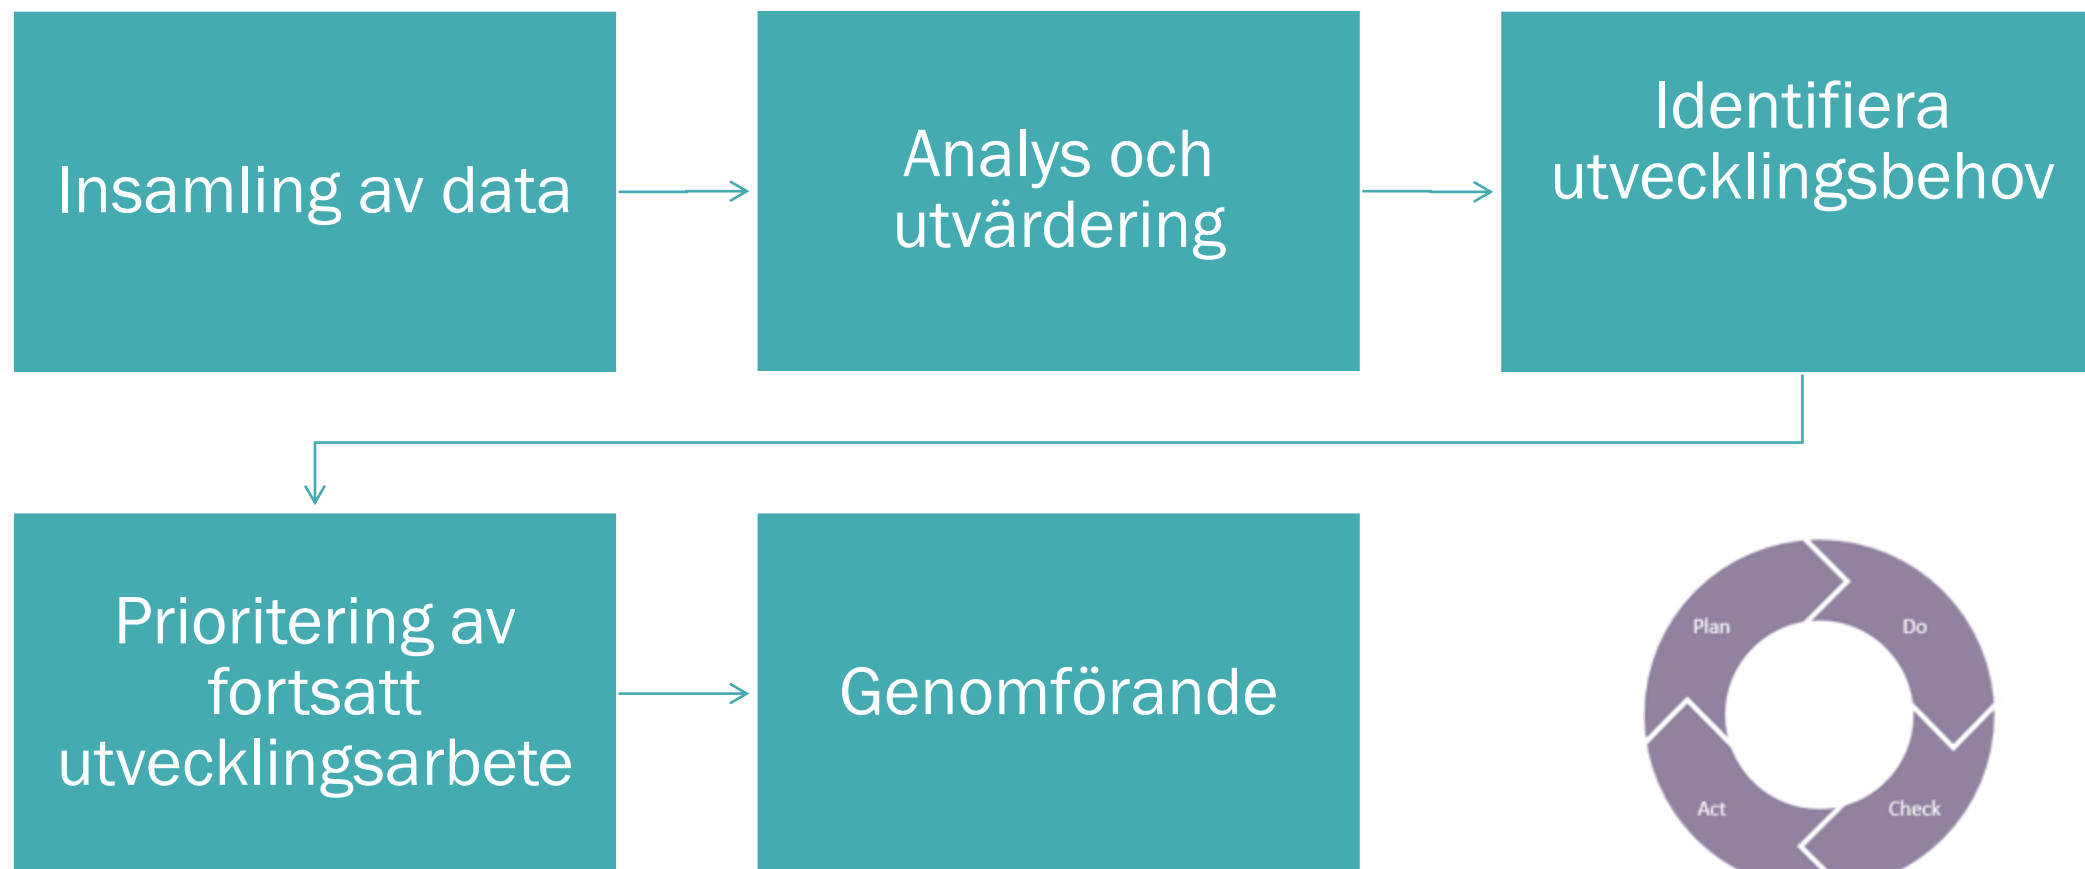 Insamling av data
Analys och
utvärdering
Identifiera
utvecklingsbehov
Prioritering av
fortsatt
utvecklingsarbete
Genomförande
Plan
Do
Act
Check